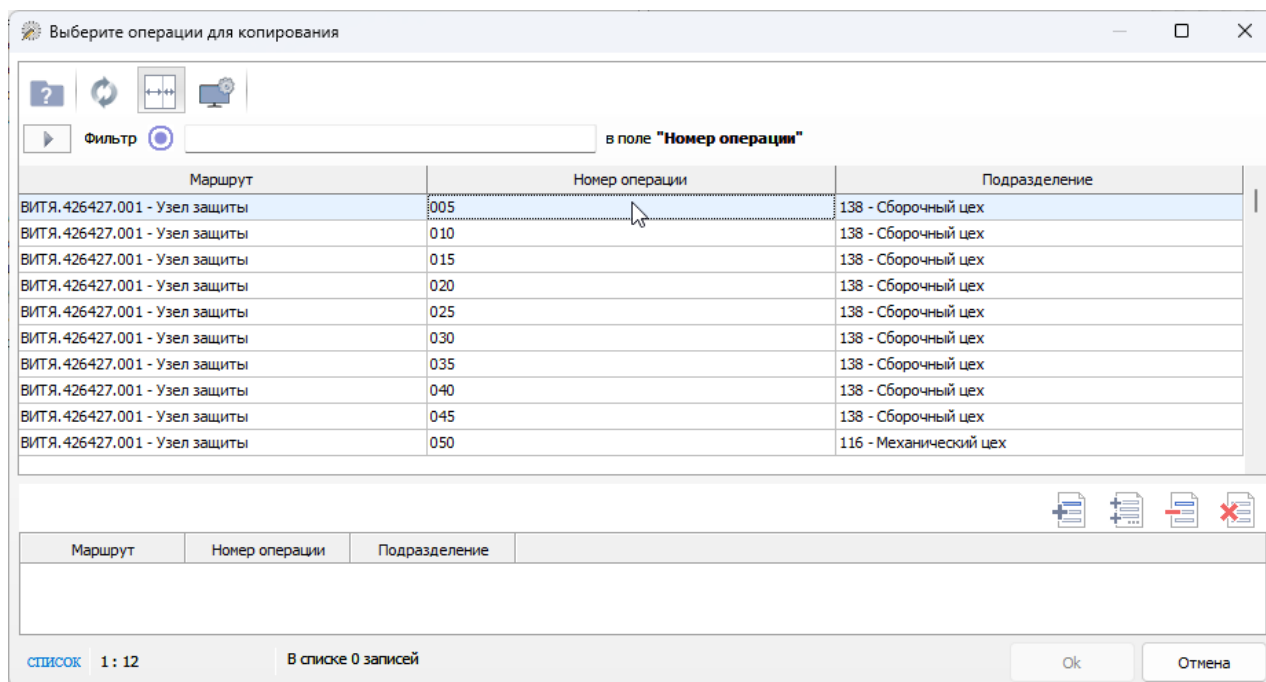 Выберите операции для копирования
Фильтр в поле "Номер операции"
Маршрут Номер операции Подразделение
ВИТЯ.426427.001 - Узел защиты 005 138 - Сборочный цех
ВИТЯ.426427.001 - Узел защиты 010 138 - Сборочный цех
ВИТЯ.426427.001 - Узел защиты 015 138 - Сборочный цех
ВИТЯ.426427.001 - Узел защиты 020 138 - Сборочный цех
ВИТЯ.426427.001 - Узел защиты 025 138 - Сборочный цех
ВИТЯ.426427.001 - Узел защиты 030 138 - Сборочный цех
ВИТЯ.426427.001 - Узел защиты 035 138 - Сборочный цех
ВИТЯ.426427.001 - Узел защиты 040 138 - Сборочный цех
ВИТЯ.426427.001 - Узел защиты 045 138 - Сборочный цех
ВИТЯ.426427.001 - Узел защиты 050 116 - Механический цех
Маршрут Номер операции Подразделение
СПИСОК 1 : 12 В списке 0 записей Ok Отмена